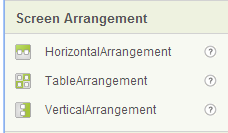 Screen Arrangement
HorizontalArrangement ?
TableArrangement ?
VerticalArrangement ?